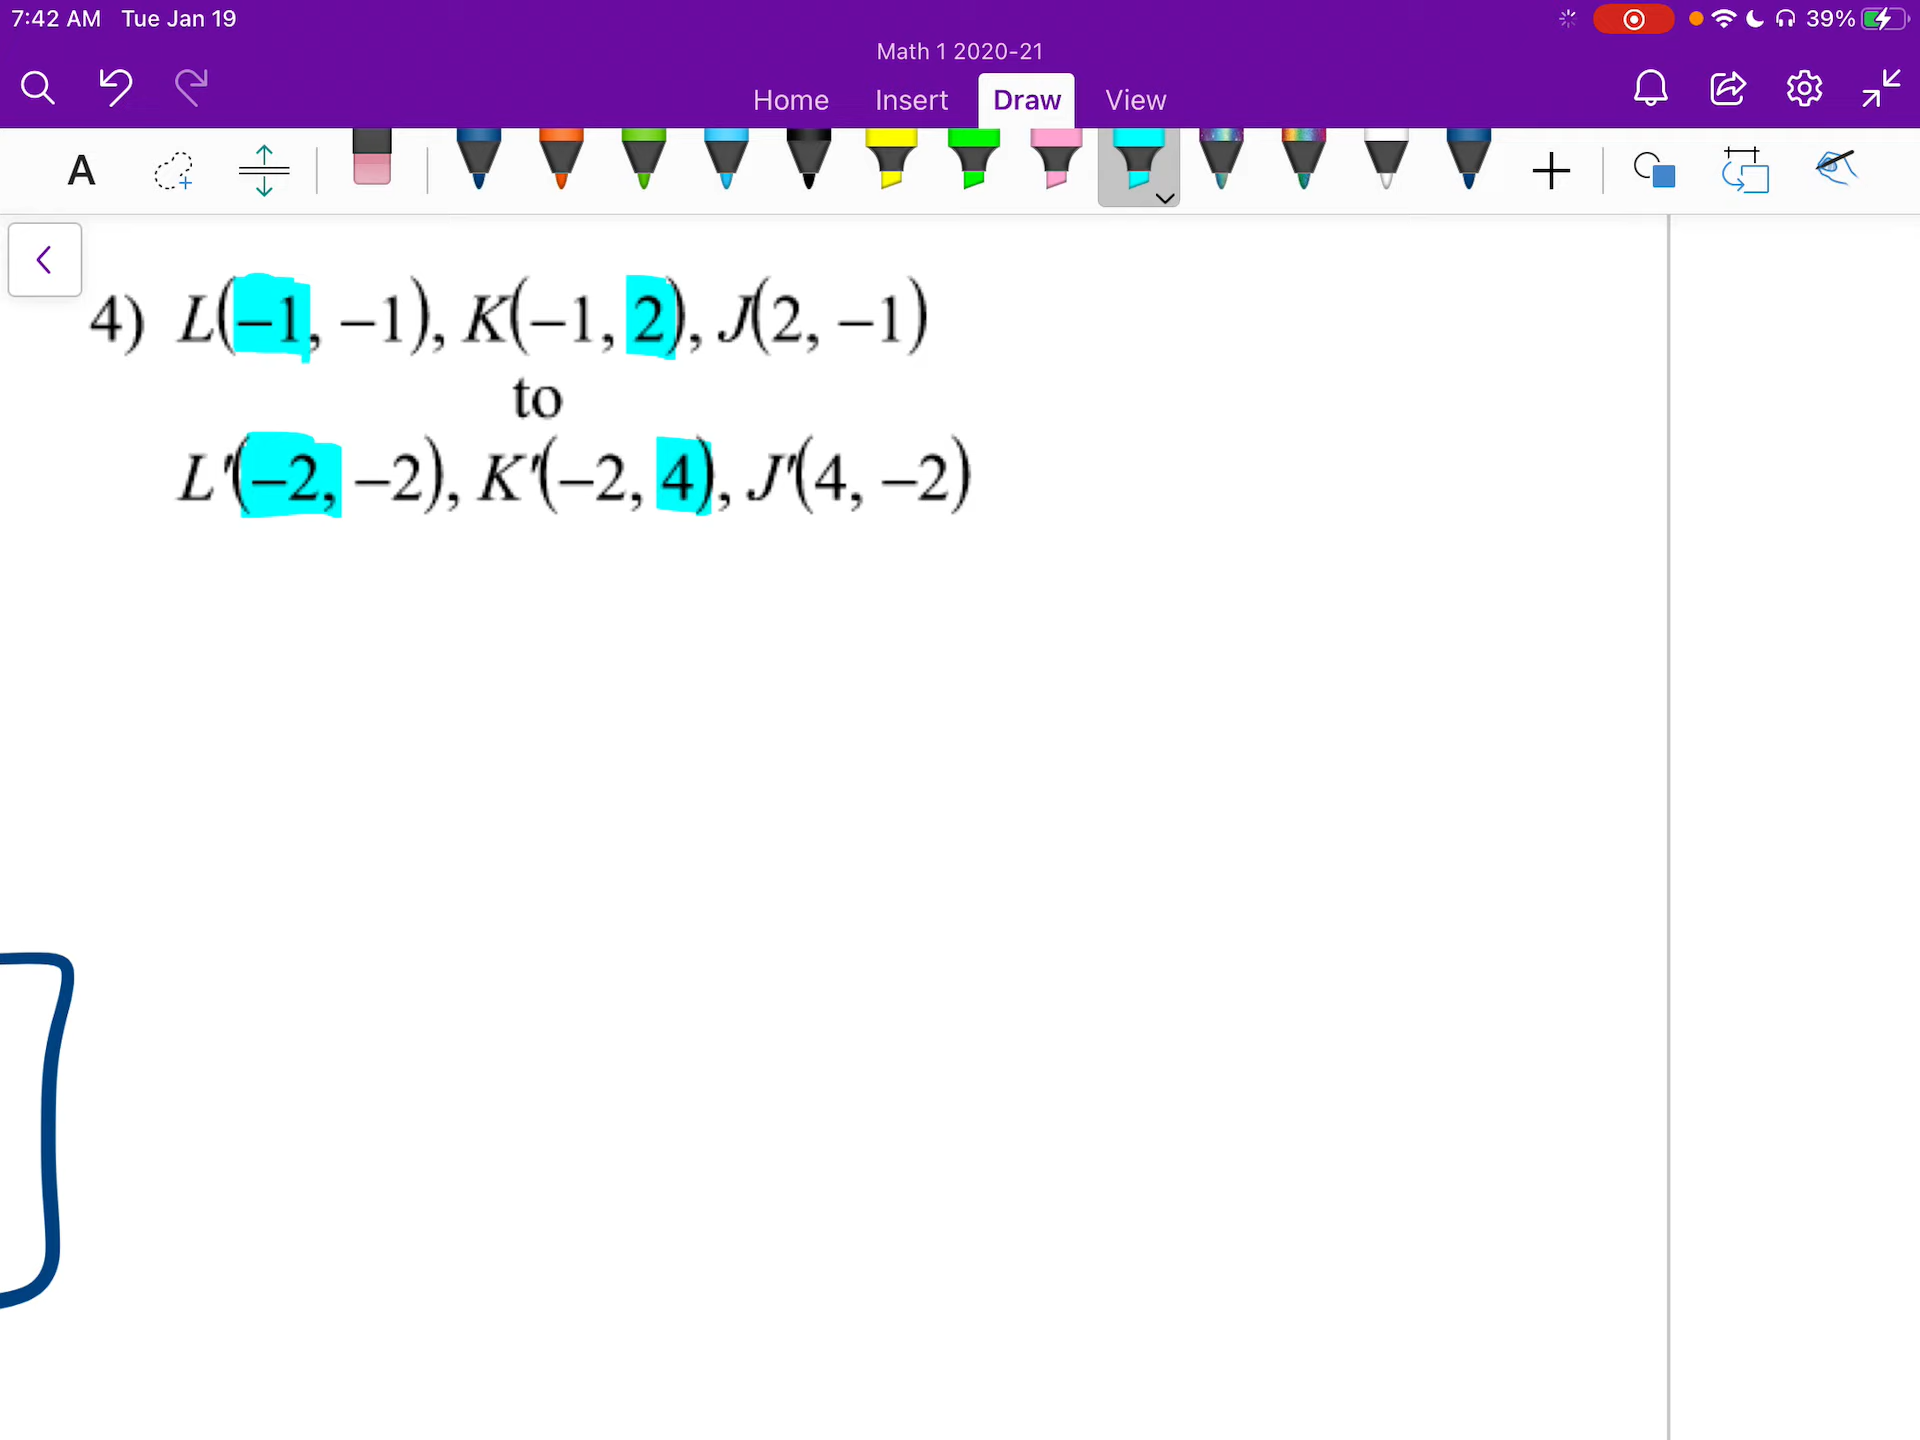 7:42 AM Tue Jan 19
39%
Math 1 2020-21
Home Insert Draw View
A
4) L(−1, −1), K(−1, 2), J(2, −1)
to
L'(−2, −2), K'(−2, 4), J'(4, −2)